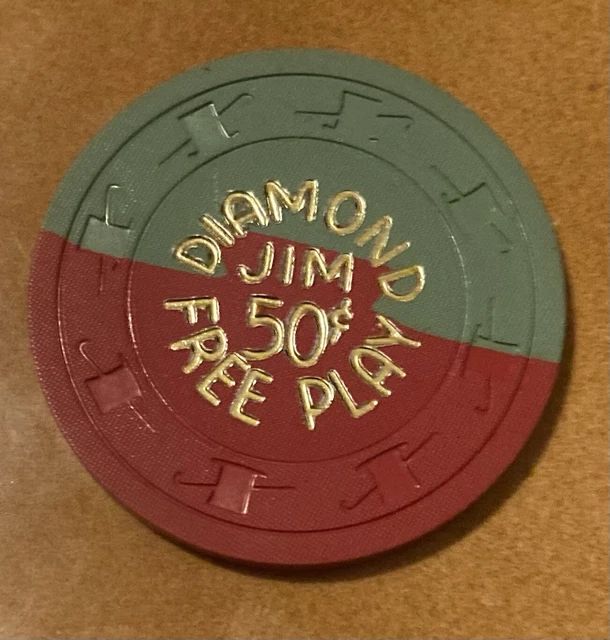 DIAMOND
JIM
50¢
FREE PLAY